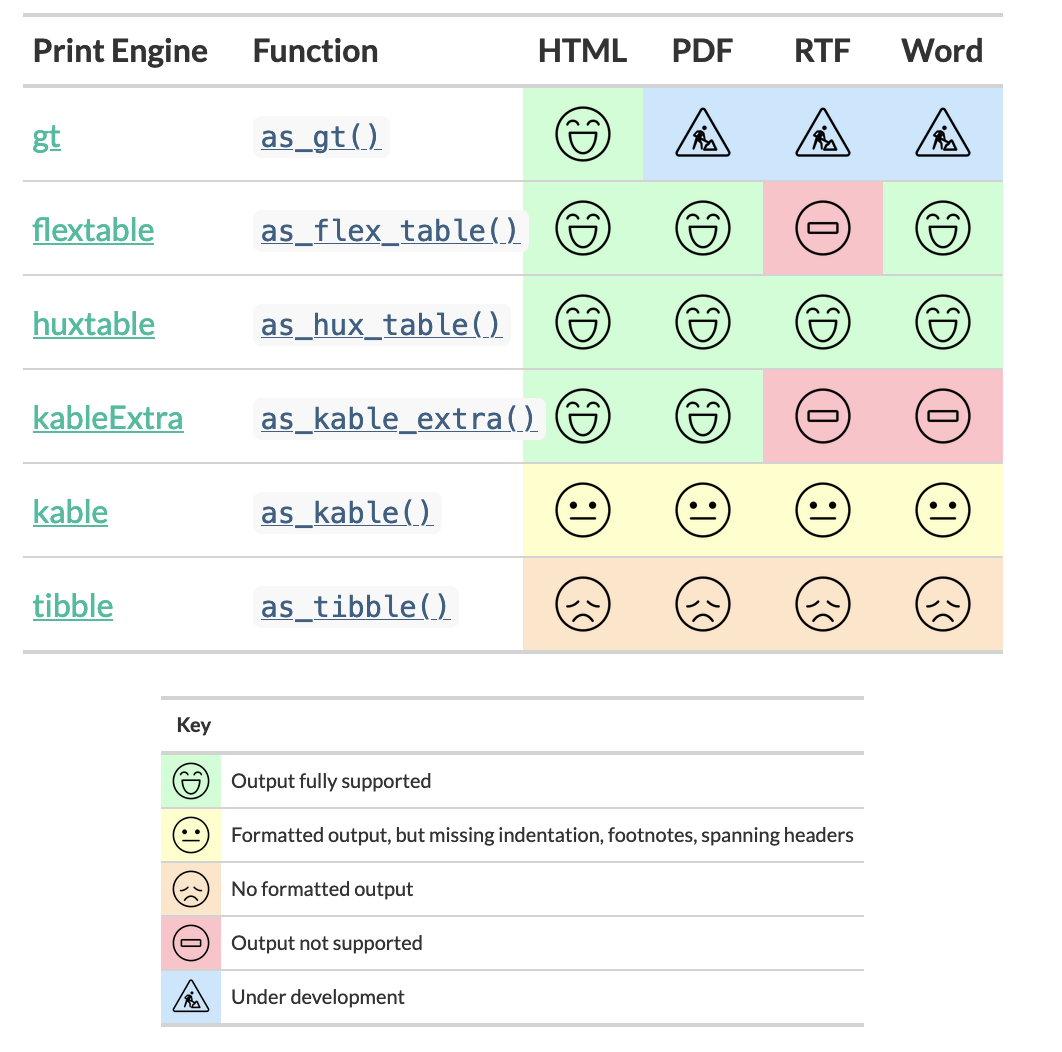 Print Engine Function HTML PDF RTF Word
gt as_gt()
flextable as_flex_table()
huxtable as_hux_table()
kableExtra as_kable_extra()
kable as_kable()
tibble as_tibble()
Key
Output fully supported
Formatted output, but missing indentation, footnotes, spanning headers
No formatted output
Output not supported
Under development